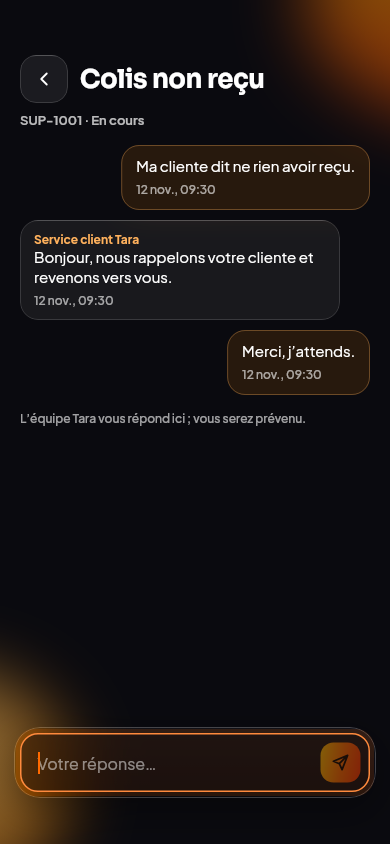 Colis non reçu
SUP-1001 · En cours
Ma cliente dit ne rien avoir reçu.
12 nov., 09:30
Service client Tara
Bonjour, nous rappelons votre cliente et
revenons vers vous.
12 nov., 09:30
Merci, j’attends.
12 nov., 09:30
L’équipe Tara vous répond ici ; vous serez prévenu.
Votre réponse…